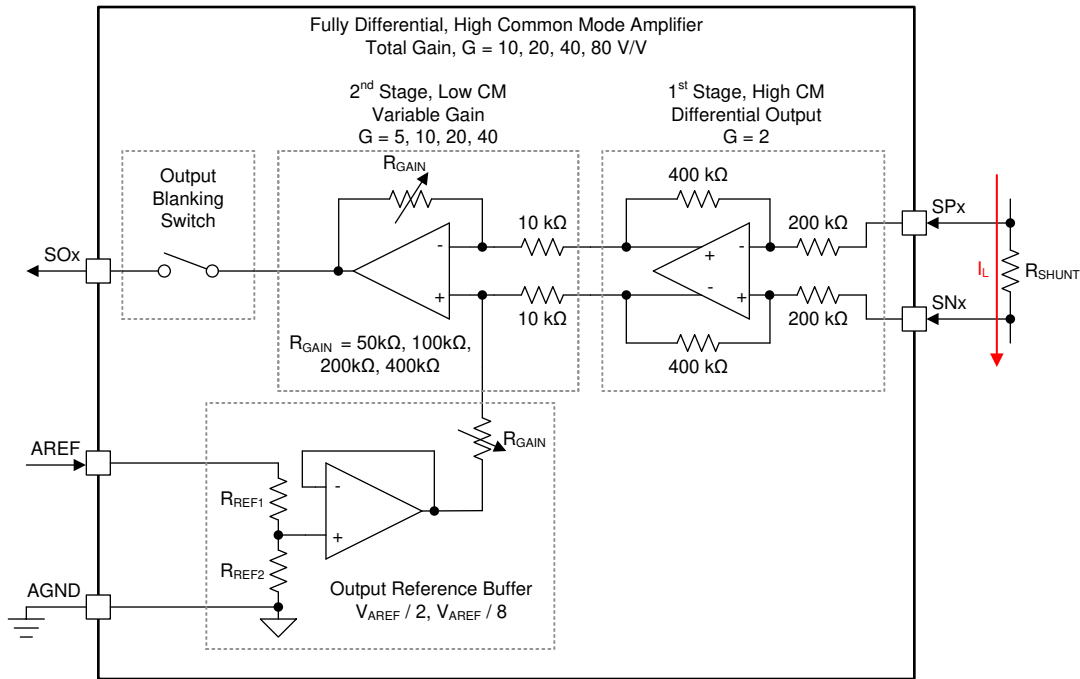 Fully Differential, High Common Mode Amplifier
Total Gain, G = 10, 20, 40, 80 V/V
2nd Stage, Low CM
Variable Gain
G = 5, 10, 20, 40
1st Stage, High CM
Differential Output
G = 2
Output
Blanking
Switch
RGAIN
400 kΩ
10 kΩ
200 kΩ
SPx
SOx
-
+
-
+
-
+
IL
RSHUNT
SNx
10 kΩ
200 kΩ
400 kΩ
RGAIN = 50kΩ, 100kΩ,
200kΩ, 400kΩ
AREF
RGAIN
RREF1
-
+
RREF2
AGND
Output Reference Buffer
VAREF / 2, VAREF / 8